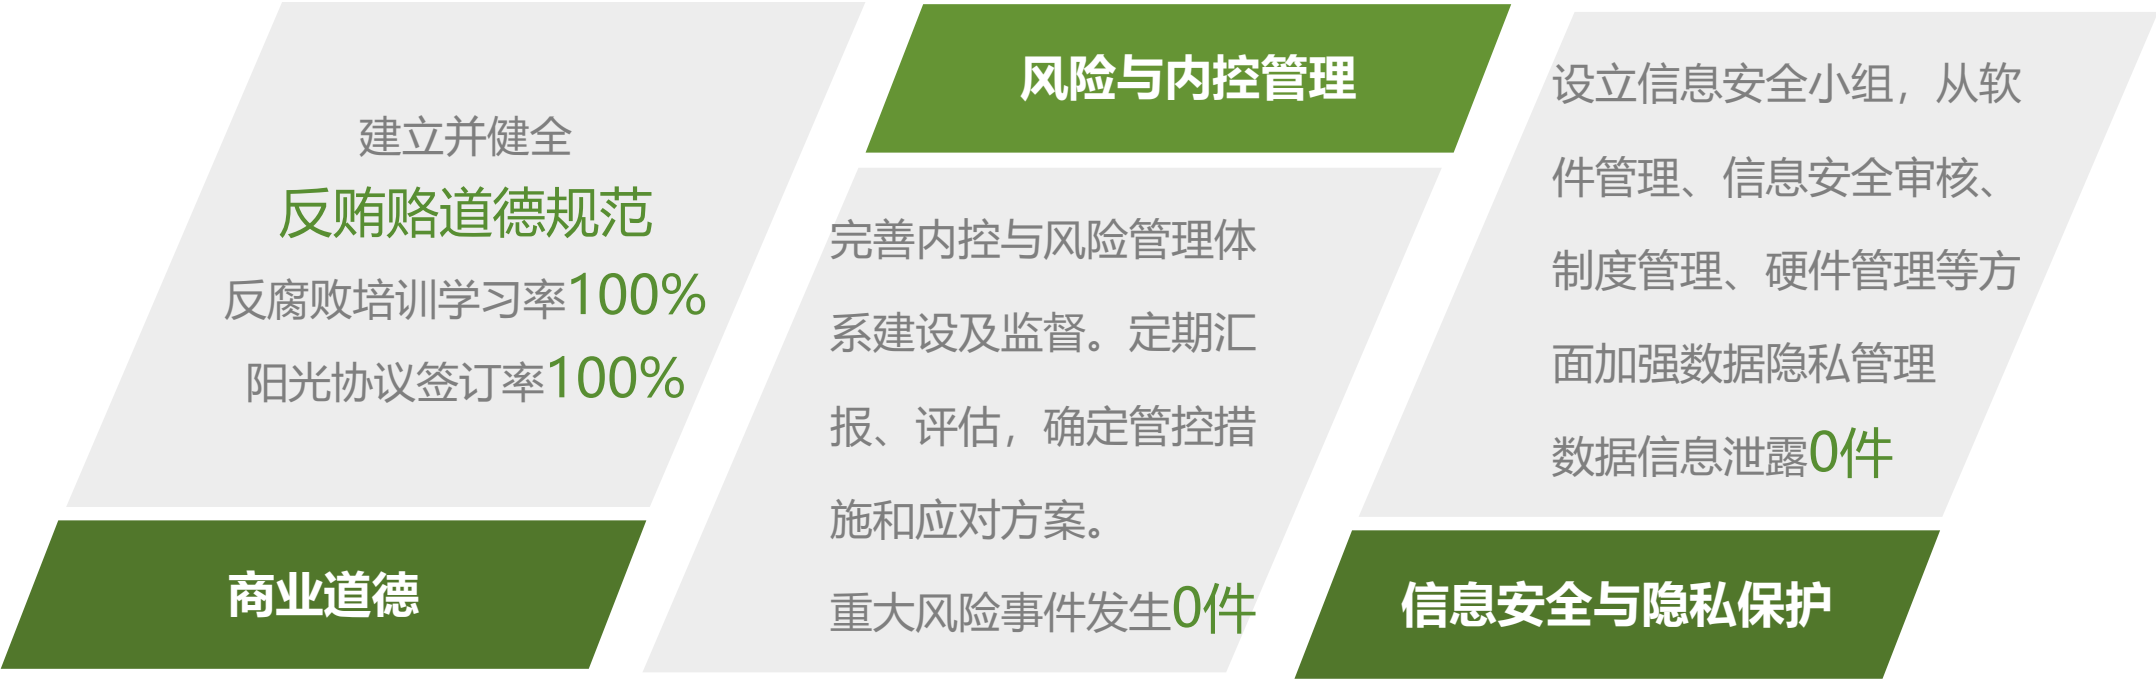 建立并健全
反贿赂道德规范
反腐败培训学习率100%
阳光协议签订率100%
商业道德
风险与内控管理
完善内控与风险管理体
系建设及监督。定期汇
报、评估，确定管控措
施和应对方案。
重大风险事件发生0件
设立信息安全小组，从软
件管理、信息安全审核、
制度管理、硬件管理等方
面加强数据隐私管理
数据信息泄露0件
信息安全与隐私保护